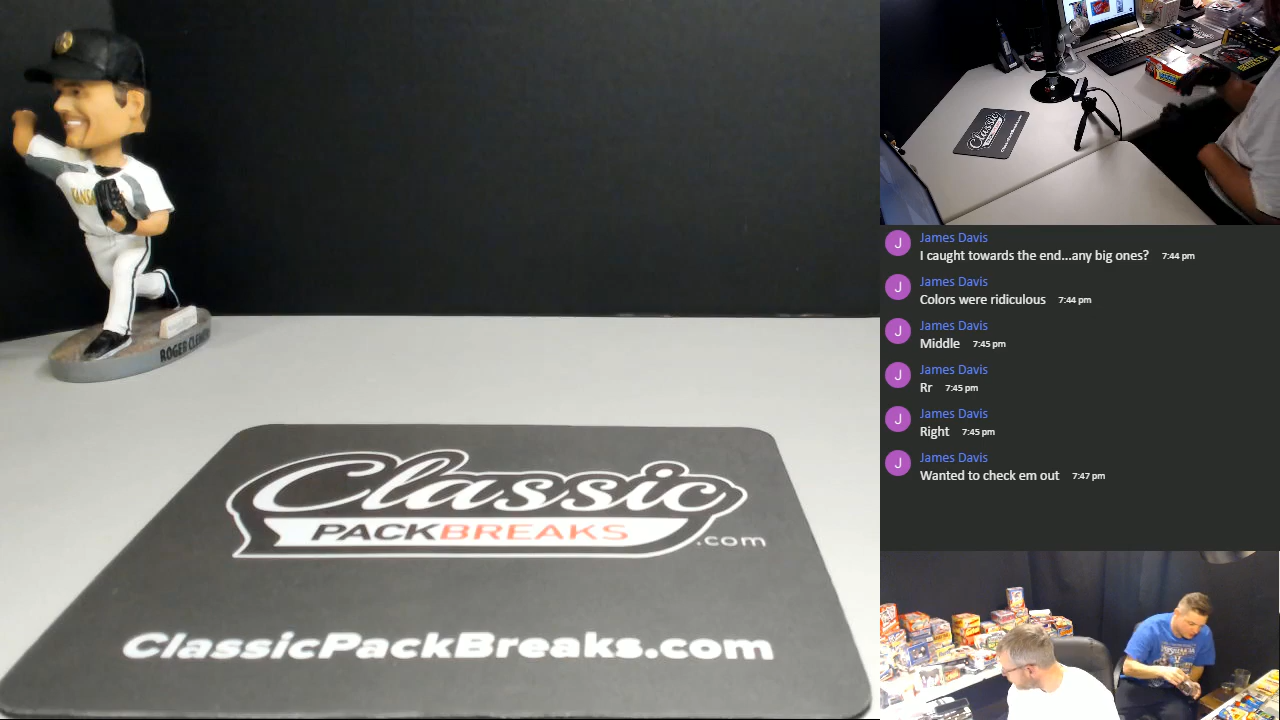 KANSA
ROGER CLEM
Classic
PACKBREAKS
.com
ClassicPackBreaks.com
Classic
J
James Davis
I caught towards the end...any big ones? 7:44 pm
J
James Davis
Colors were ridiculous 7:44 pm
J
James Davis
Middle 7:45 pm
J
James Davis
Rr 7:45 pm
J
James Davis
Right 7:45 pm
J
James Davis
Wanted to check em out 7:47 pm